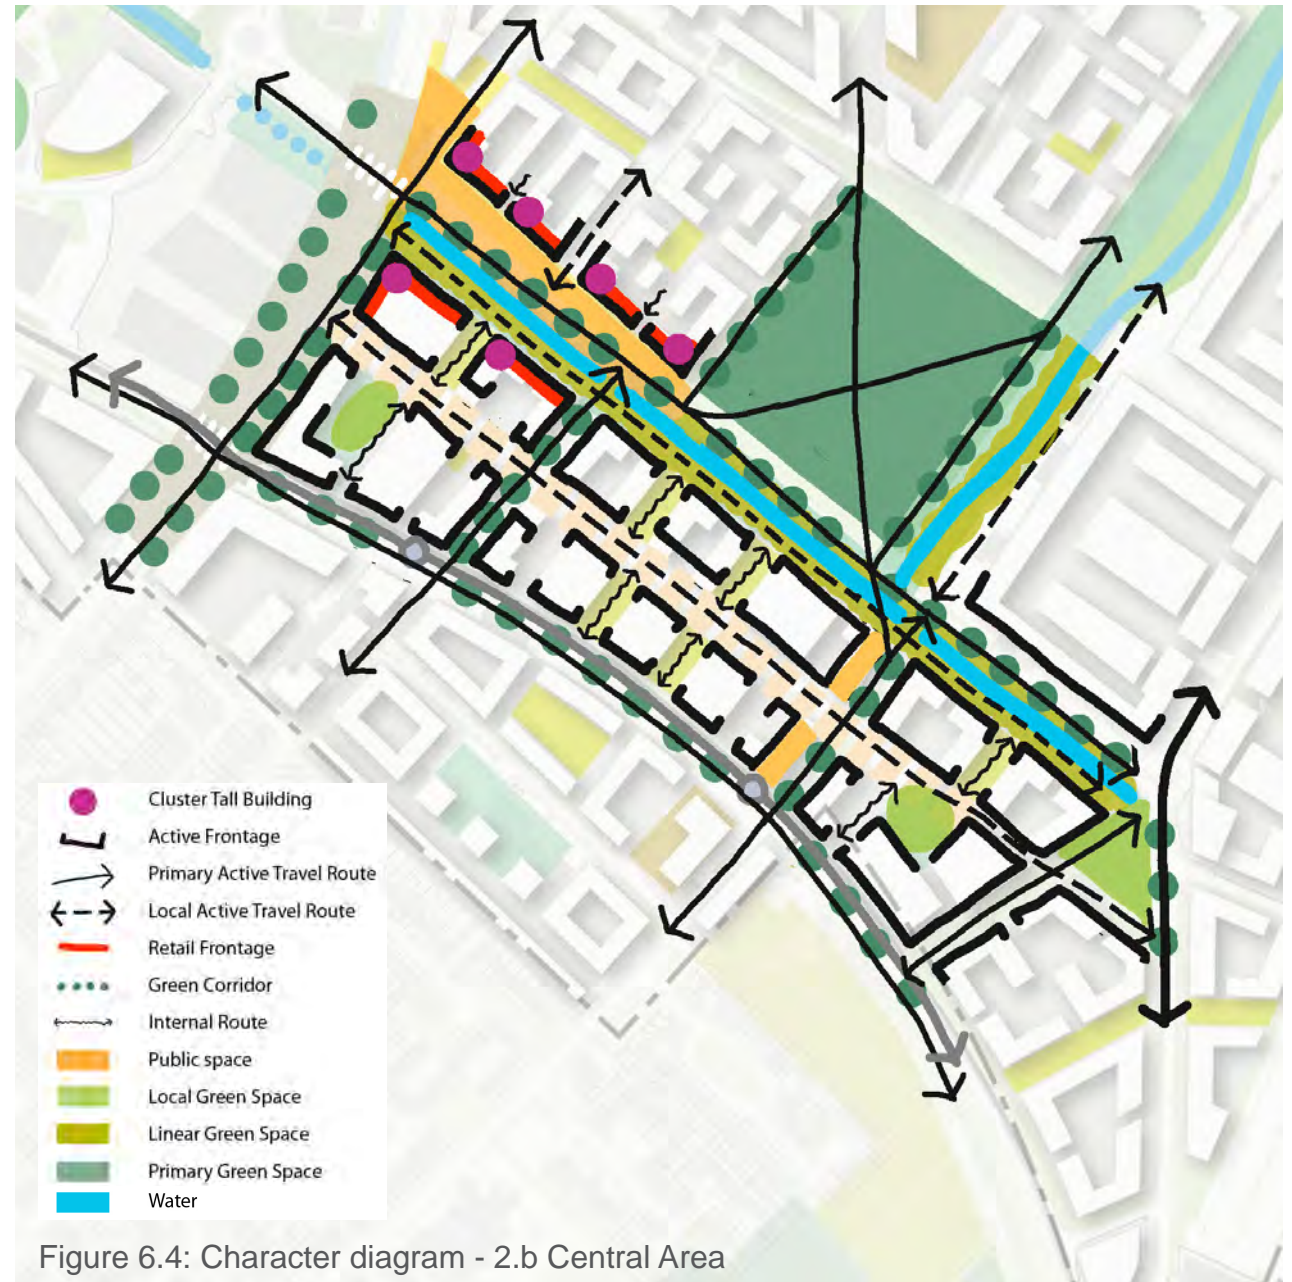 Cluster Tall Building
Active Frontage
Primary Active Travel Route
Local Active Travel Route
Retail Frontage
Green Corridor
Internal Route
Public space
Local Green Space
Linear Green Space
Primary Green Space
Water
Figure 6.4: Character diagram - 2.b Central Area